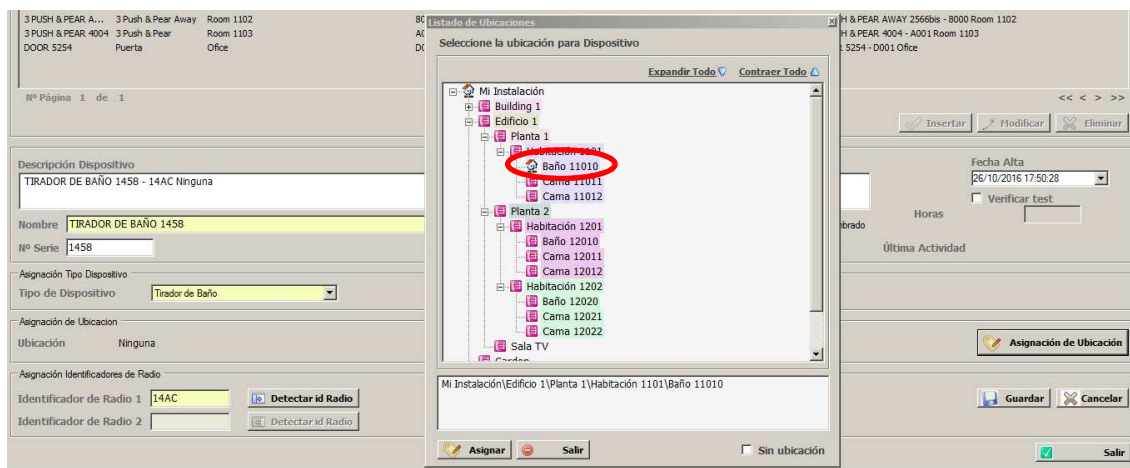 3 PUSH & PEAR A... 3 Push & Pear Away Room 1102
3 PUSH & PEAR 4004 3 Push & Pear Room 1103
DOOR 5254 Puerta Ofice
Nº Página 1 de 1
H & PEAR AWAY 2566bis - 8000 Room 1102
H & PEAR 4004 - A001 Room 1103
5254 - D001 Ofice
<< < > >>
Insertar Modificar Eliminar
Listado de Ubicaciones
Seleccione la ubicación para Dispositivo
Expandir Todo Contraer Todo
Mi Instalación
Building 1
Edificio 1
Planta 1
Habitación 1101
Baño 11010
Cama 11011
Cama 11012
Planta 2
Habitación 1201
Baño 12010
Cama 12011
Cama 12012
Habitación 1202
Baño 12020
Cama 12021
Cama 12022
Sala TV
Garden
Mi Instalación\Edificio 1\Planta 1\Habitación 1101\Baño 11010
Asignar Salir Sin ubicación
Descripción Dispositivo
TIRADOR DE BAÑO 1458 - 14AC Ninguna
Nombre TIRADOR DE BAÑO 1458
Nº Serie 1458
Fecha Alta
26/10/2016 17:50:28
Verificar test
Horas
Última Actividad
Asignación Tipo Dispositivo
Tipo de Dispositivo Tirador de Baño
Asignación de Ubicacion
Ubicación Ninguna
Asignación de Ubicación
Asignación Identificadores de Radio
Identificador de Radio 1 14AC Detectar id Radio
Identificador de Radio 2 Detectar id Radio
Guardar Cancelar
Salir